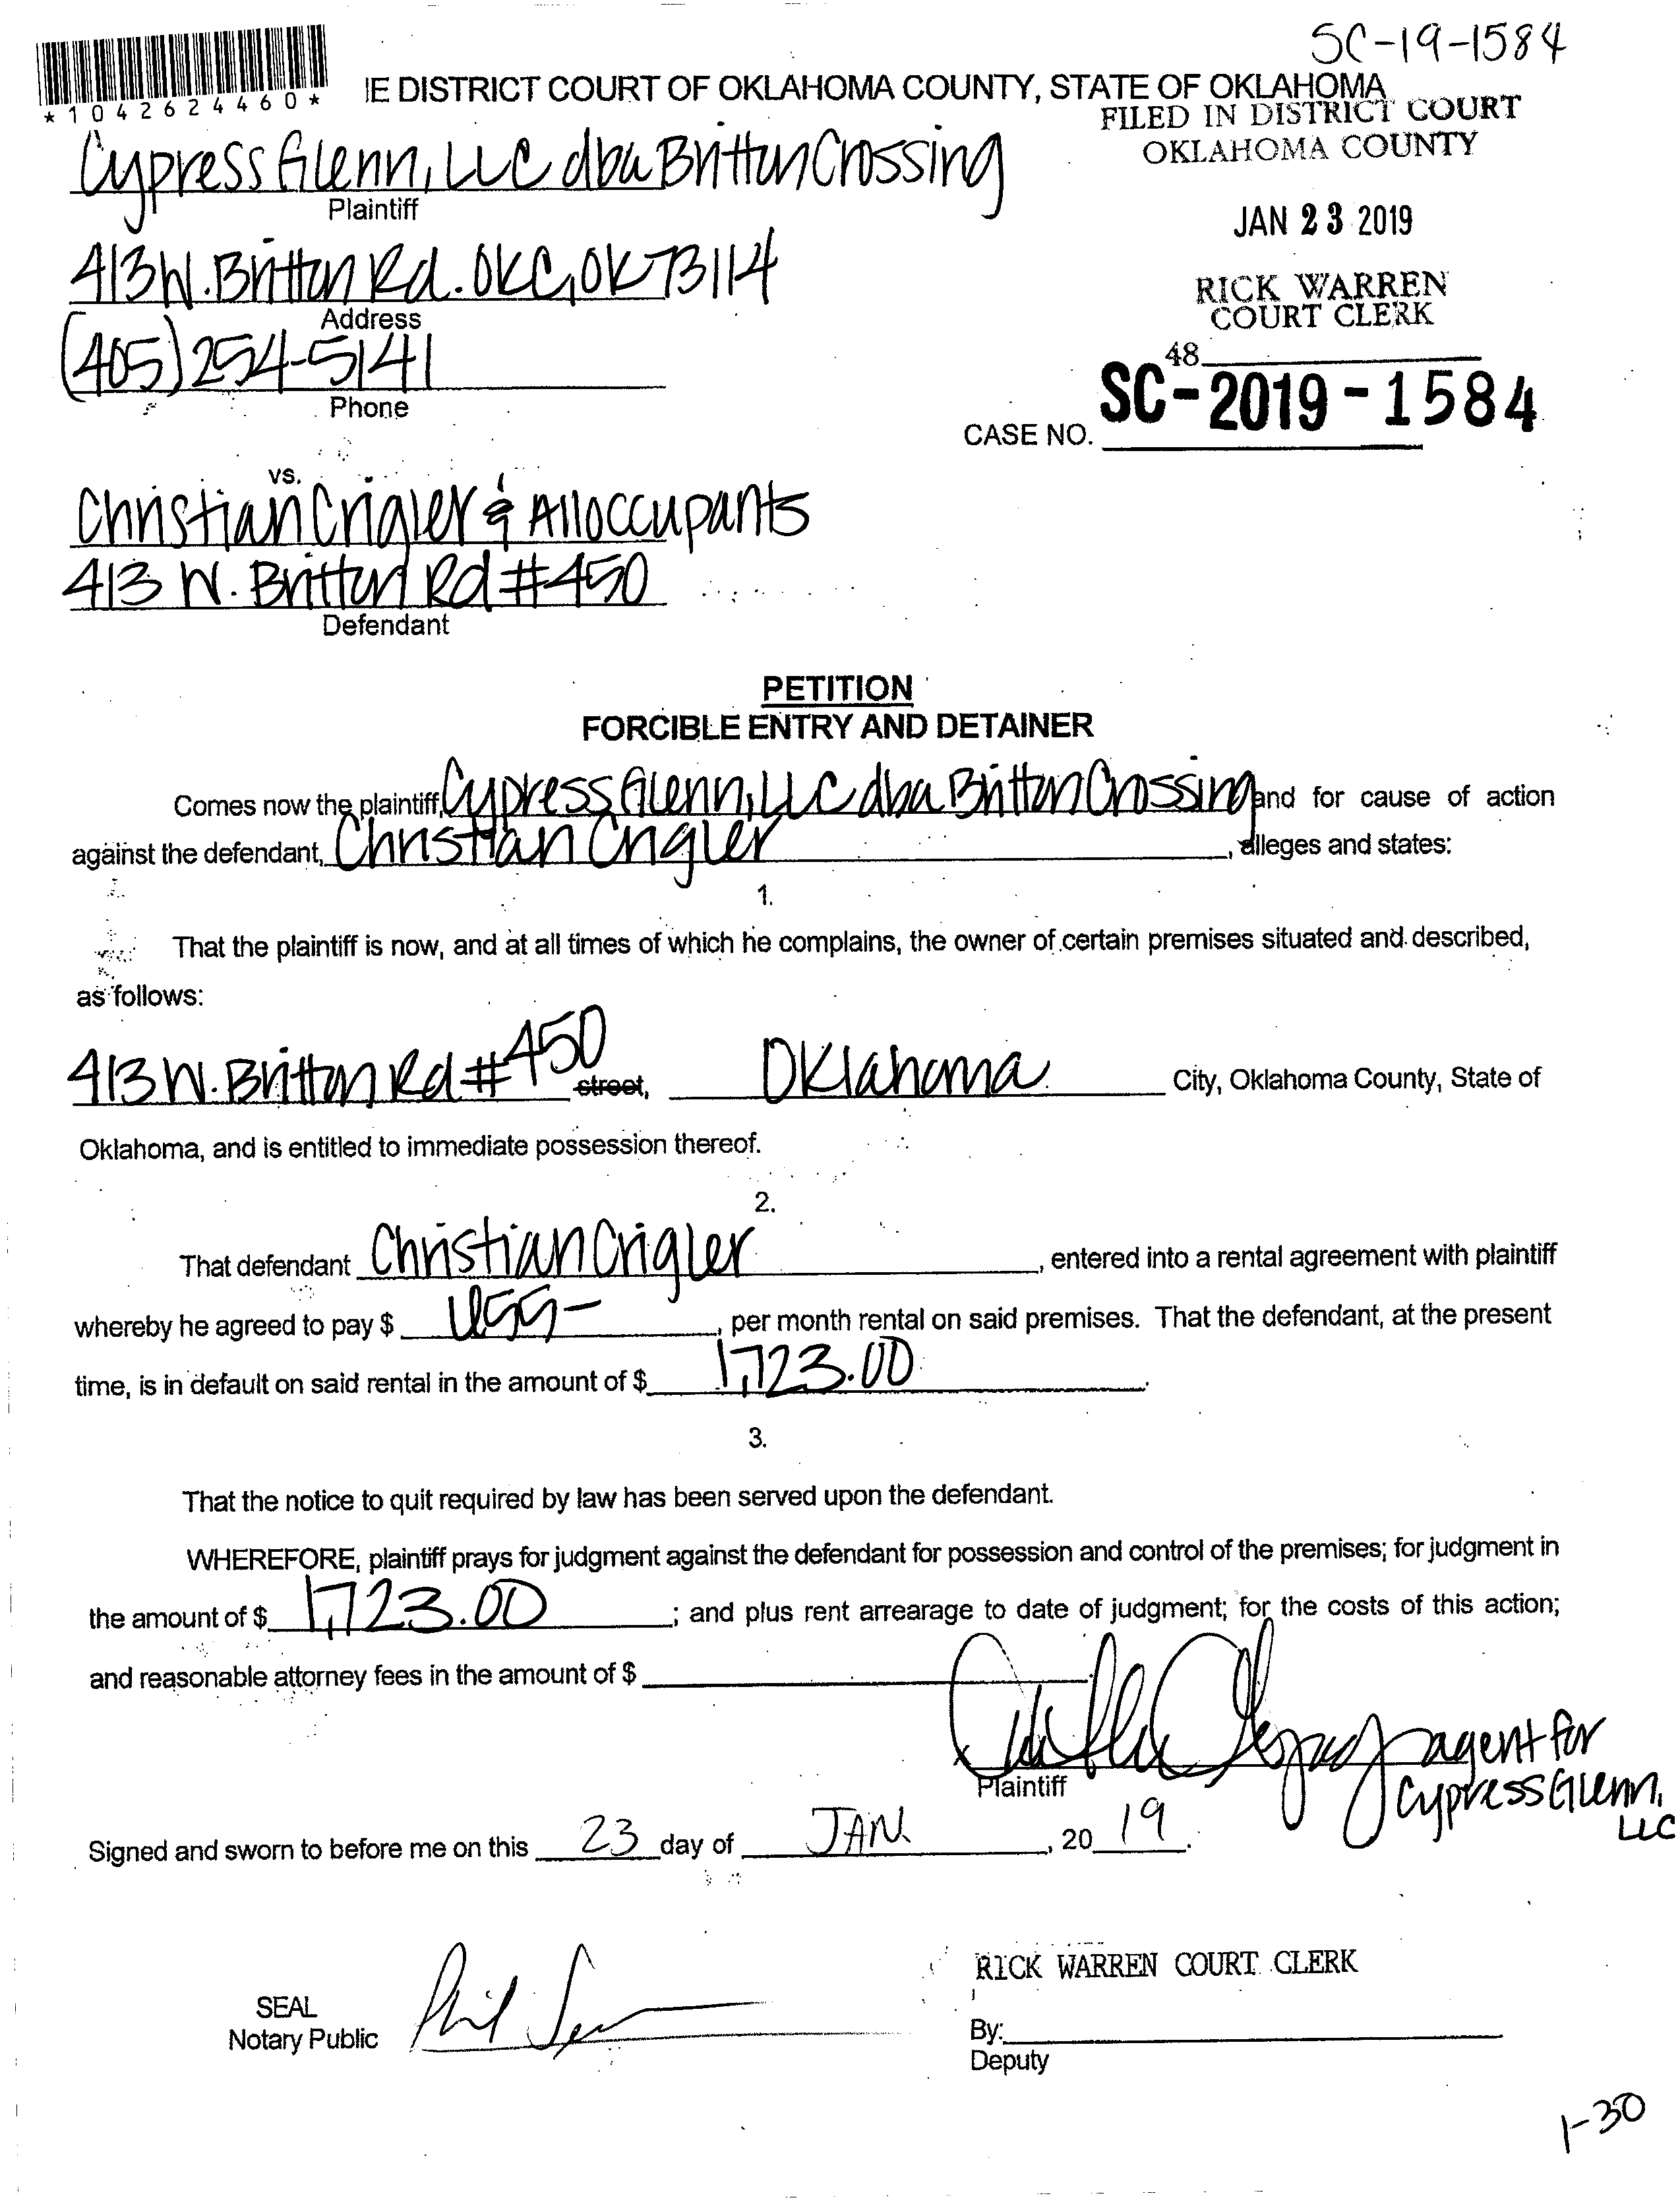 SC-19-1584
*1042624460*
IE DISTRICT COURT OF OKLAHOMA COUNTY, STATE OF OKLAHOMA
FILED IN DISTRICT COURT
OKLAHOMA COUNTY
Cypress Glenn, LLC dba Britton Crossing
Plaintiff
JAN 23 2019
413 W. Britton Rd. OKC, OK 73114
Address
RICK WARREN
COURT CLERK
(405) 254-5141
Phone
48
CASE NO. SC-2019-1584
vs.
Christian Crigler & All occupants
413 W. Britton Rd #450
Defendant
PETITION
FORCIBLE ENTRY AND DETAINER
Comes now the plaintiff, Cypress Glenn, LLC dba Britton Crossing and for cause of action
against the defendant, Christian Crigler, alleges and states:
1.
That the plaintiff is now, and at all times of which he complains, the owner of certain premises situated and described,
as follows:
413 W. Britton Rd #450 street, Oklahoma City, Oklahoma County, State of
Oklahoma, and is entitled to immediate possession thereof.
2.
That defendant Christian Crigler, entered into a rental agreement with plaintiff
whereby he agreed to pay $ , per month rental on said premises. That the defendant, at the present
time, is in default on said rental in the amount of $ 1,723.00.
3.
That the notice to quit required by law has been served upon the defendant.
WHEREFORE, plaintiff prays for judgment against the defendant for possession and control of the premises; for judgment in
the amount of $ 1,723.00; and plus rent arrearage to date of judgment; for the costs of this action;
and reasonable attorney fees in the amount of $
agent for
Plaintiff
Cypress Glenn,
LLC
Signed and sworn to before me on this 23 day of JAN., 20 19.
RICK WARREN COURT CLERK
SEAL
Notary Public
By:
Deputy
1-30